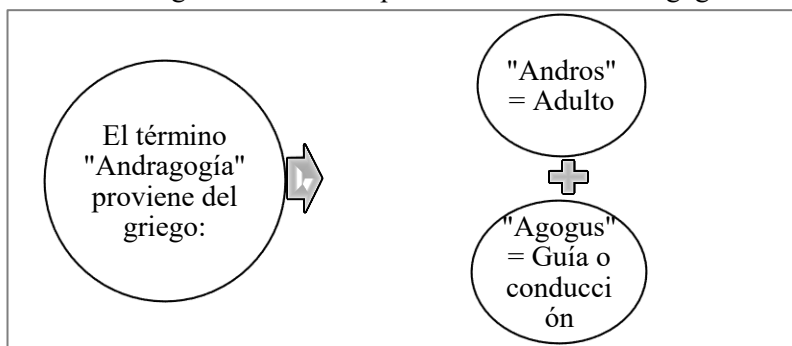 El término
"Andragogía"
proviene del
griego:
"Andros"
= Adulto
"Agogus"
= Guía o
conducci
ón